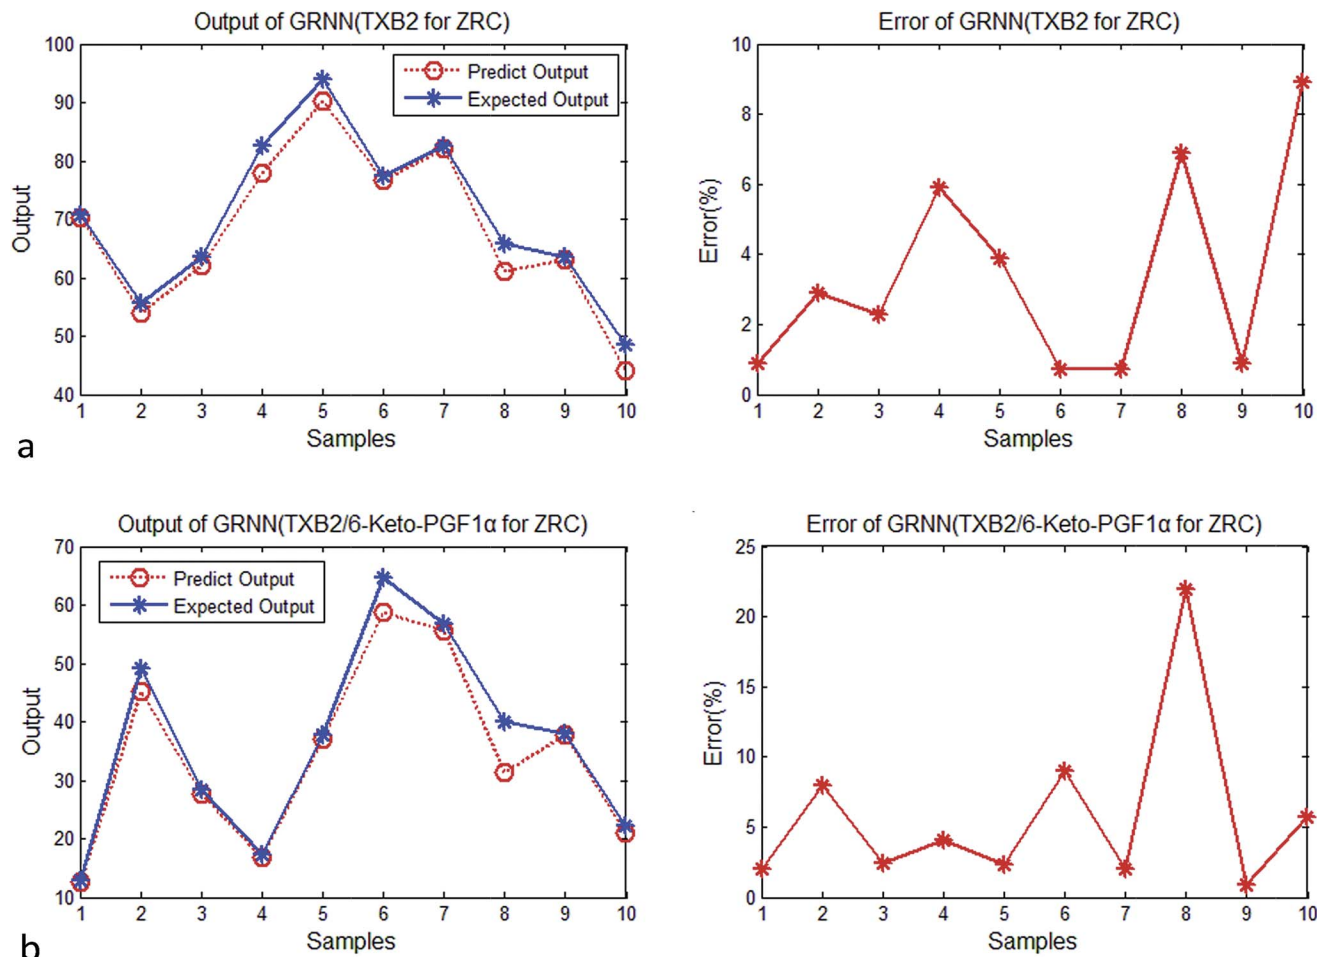 Output of GRNN(TXB2 for ZRC)
100
90
80
70
60
50
40
Output
Predict Output
Expected Output
1 2 3 4 5 6 7 8 9 10
Samples
a
Error of GRNN(TXB2 for ZRC)
10
8
6
4
2
0
Error(%)
1 2 3 4 5 6 7 8 9 10
Samples
Output of GRNN(TXB2/6-Keto-PGF1α for ZRC)
70
60
50
40
30
20
10
Output
Predict Output
Expected Output
1 2 3 4 5 6 7 8 9 10
Samples
b
Error of GRNN(TXB2/6-Keto-PGF1α for ZRC)
25
20
15
10
5
0
Error(%)
1 2 3 4 5 6 7 8 9 10
Samples